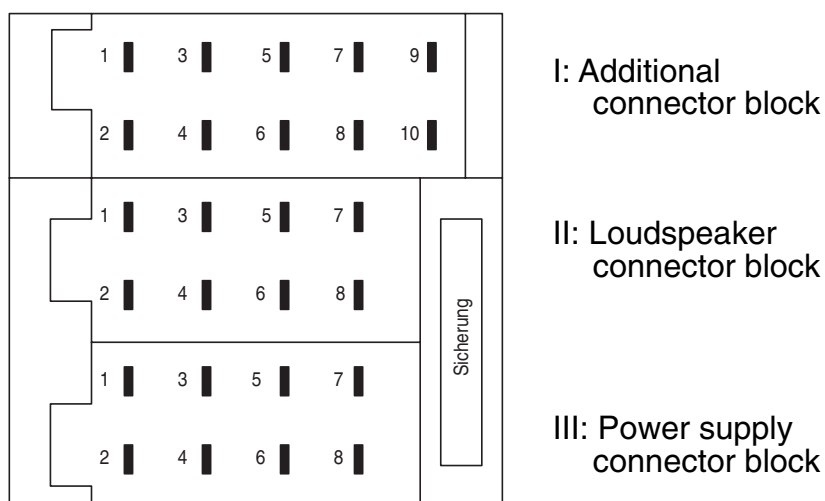 1 3 5 7 9
I: Additional
connector block
2 4 6 8 10
1 3 5 7
II: Loudspeaker
connector block
2 4 6 8
Sicherung
1 3 5 7
2 4 6 8
III: Power supply
connector block